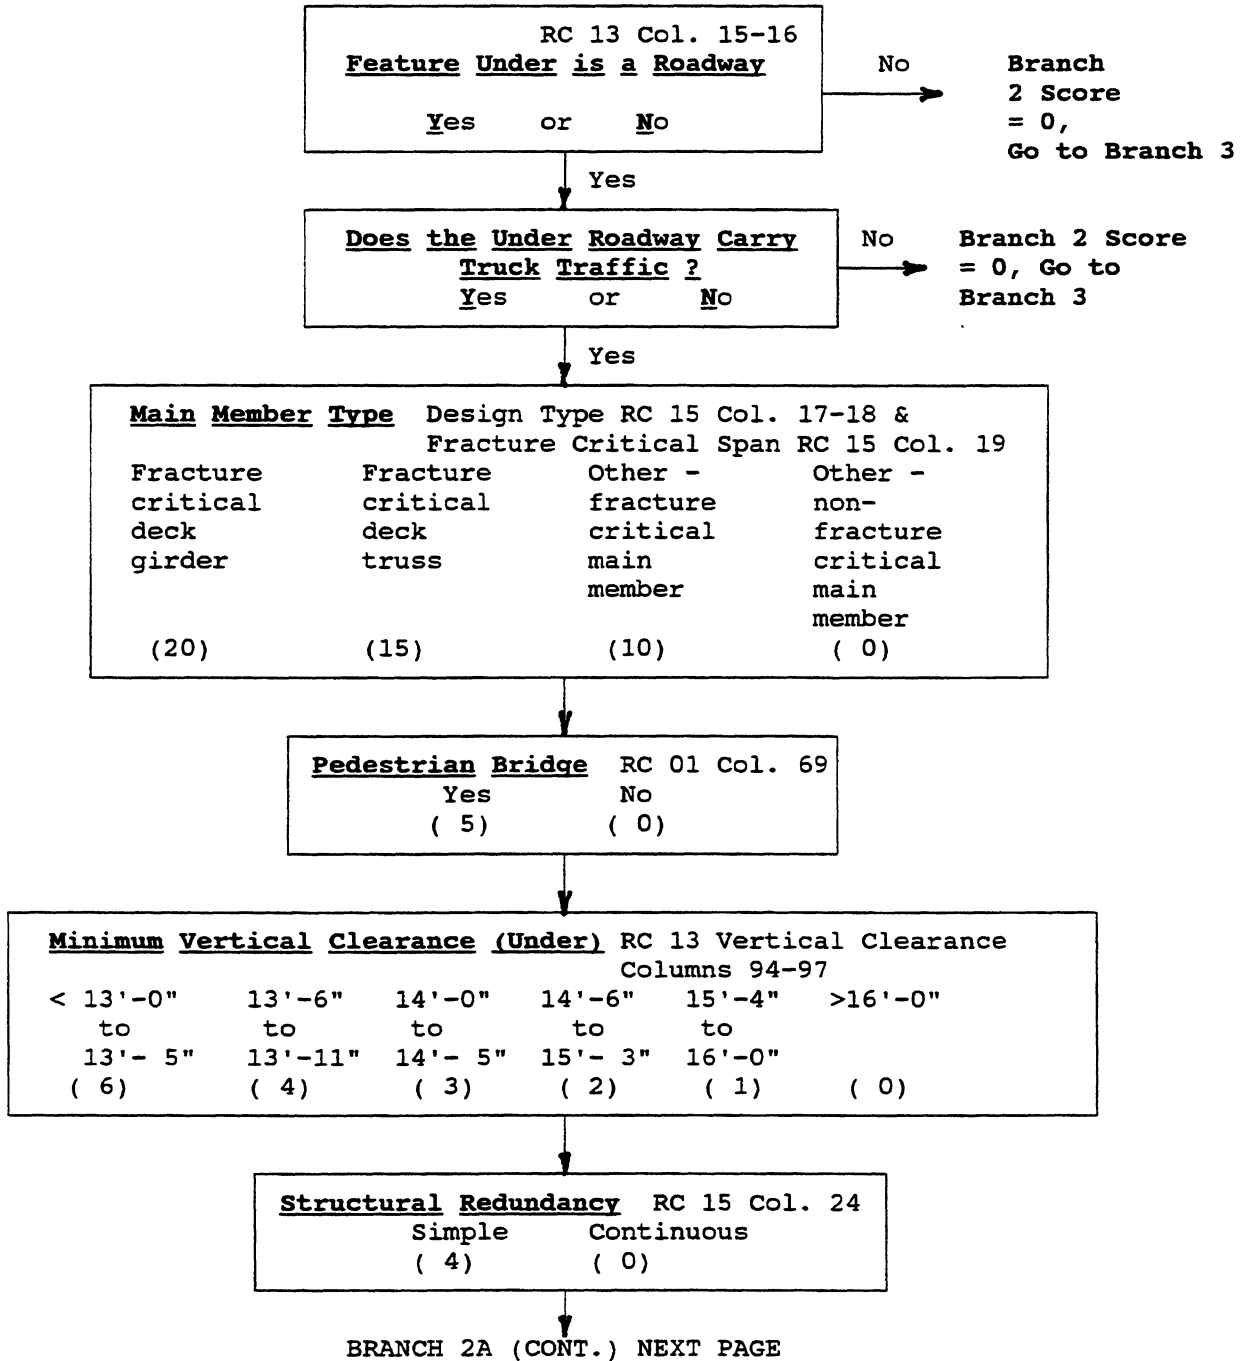 RC 13 Col. 15-16
Feature Under is a Roadway
Yes or No
No
Branch
2 Score
= 0,
Go to Branch 3
Yes
Does the Under Roadway Carry
Truck Traffic ?
Yes or No
No
Branch 2 Score
= 0, Go to
Branch 3
Yes
Main Member Type Design Type RC 15 Col. 17-18 &
Fracture Critical Span RC 15 Col. 19
Fracture Fracture Other - Other -
critical critical fracture non-
deck deck critical fracture
girder truss main critical
member main
member
(20) (15) (10) ( 0)
Pedestrian Bridge RC 01 Col. 69
Yes No
( 5) ( 0)
Minimum Vertical Clearance (Under) RC 13 Vertical Clearance
Columns 94-97
< 13'-0" 13'-6" 14'-0" 14'-6" 15'-4" >16'-0"
to to to to to
13'- 5" 13'-11" 14'- 5" 15'- 3" 16'-0"
( 6) ( 4) ( 3) ( 2) ( 1) ( 0)
Structural Redundancy RC 15 Col. 24
Simple Continuous
( 4) ( 0)
BRANCH 2A (CONT.) NEXT PAGE